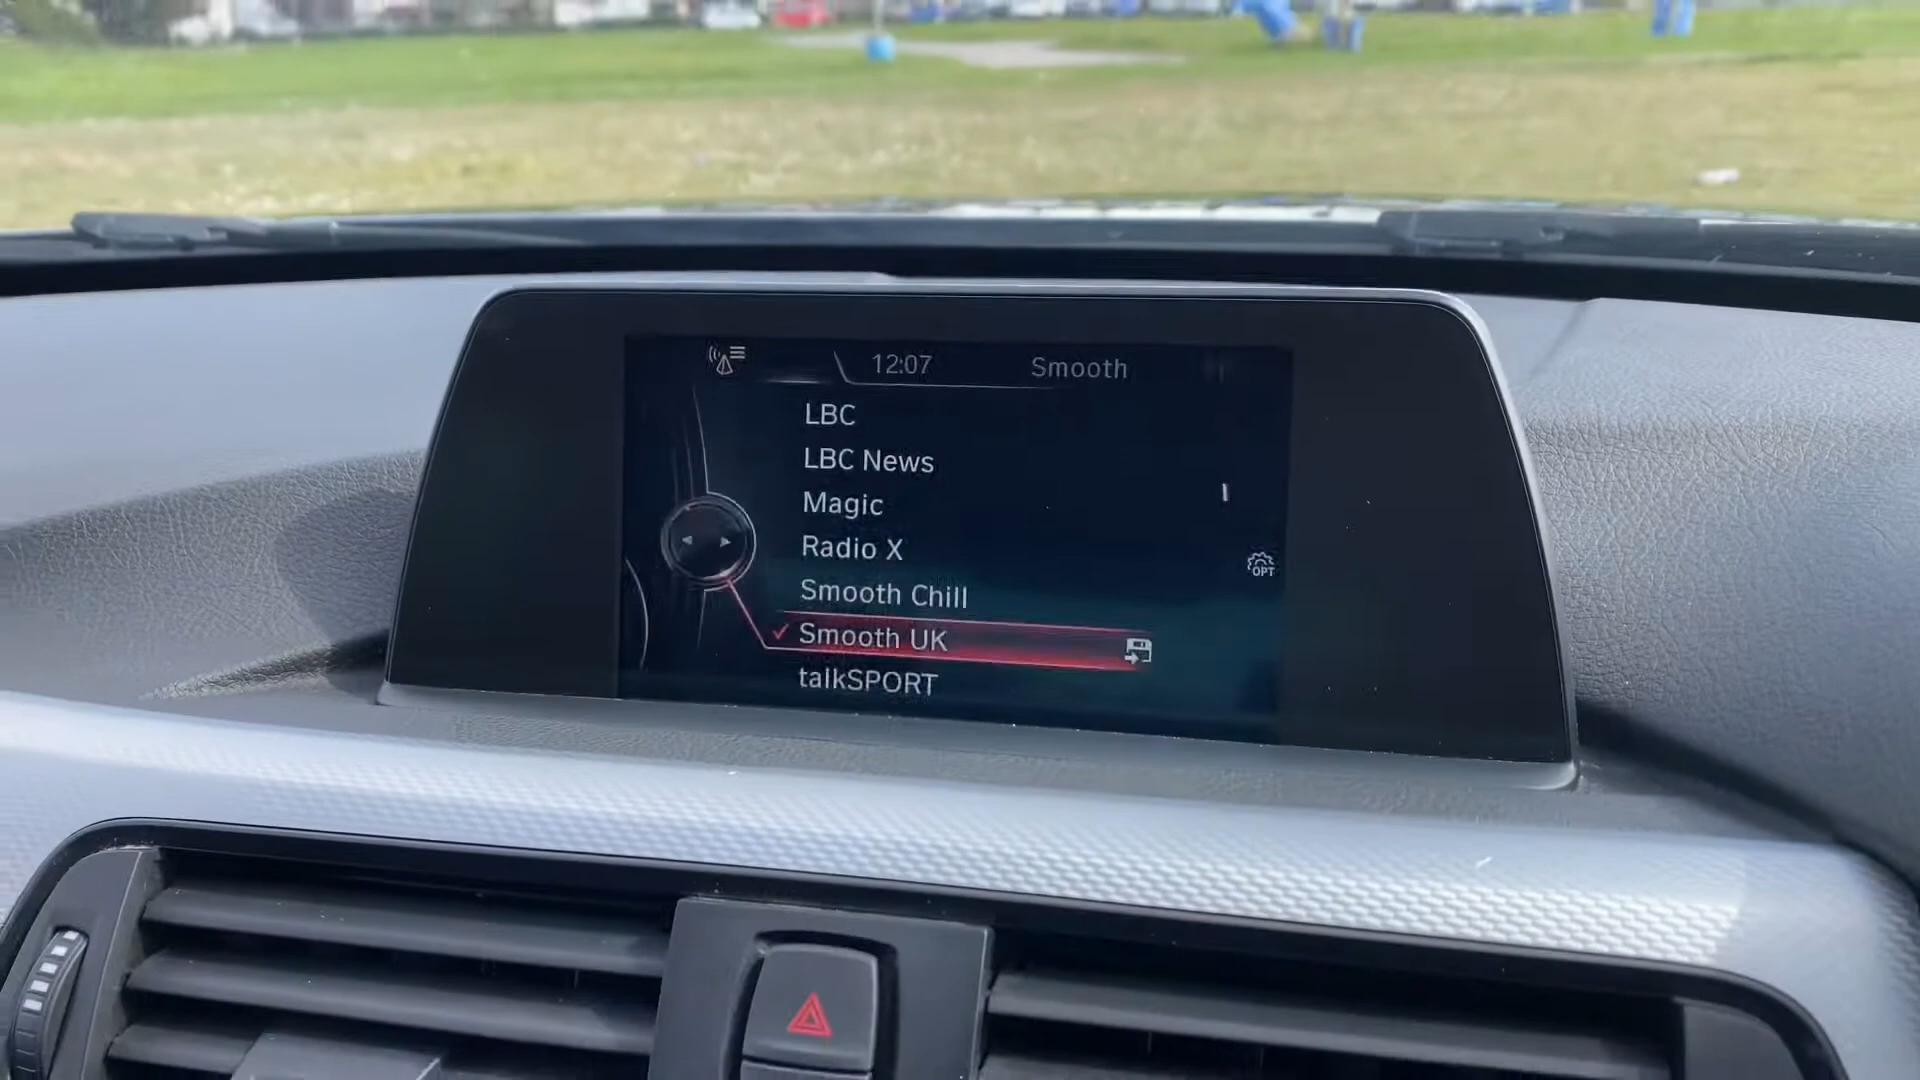 12:07 Smooth
LBC
LBC News
Magic
Radio X
Smooth Chill
Smooth UK
talkSPORT
OPT